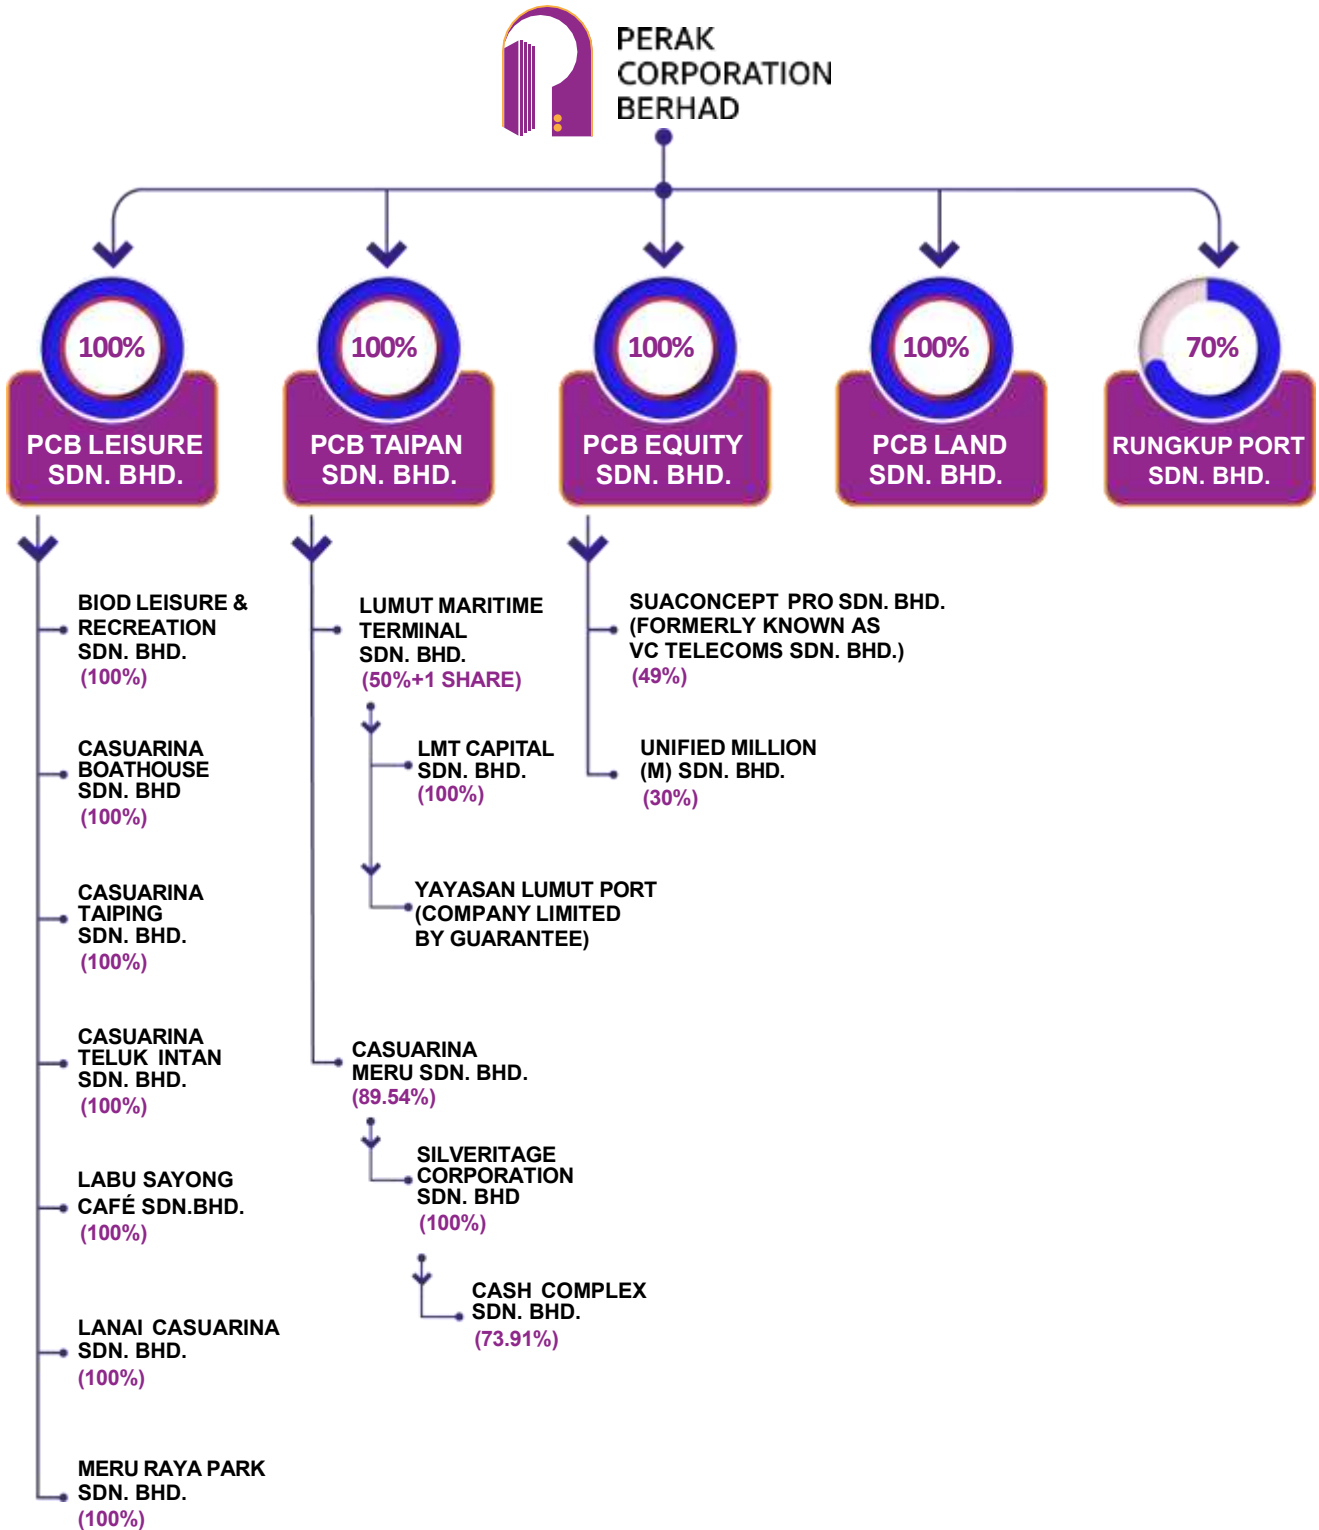 PERAK
CORPORATION
BERHAD
100%
100%
100%
100%
70%
PCB LEISURE
SDN. BHD.
PCB TAIPAN
SDN. BHD.
PCB EQUITY
SDN. BHD.
PCB LAND
SDN. BHD.
RUNGKUP PORT
SDN. BHD.
BIOD LEISURE &
RECREATION
SDN. BHD.
(100%)
CASUARINA
BOATHOUSE
SDN. BHD
(100%)
CASUARINA
TAIPING
SDN. BHD.
(100%)
CASUARINA
TELUK INTAN
SDN. BHD.
(100%)
LABU SAYONG
CAFÉ SDN.BHD.
(100%)
LANAI CASUARINA
SDN. BHD.
(100%)
MERU RAYA PARK
SDN. BHD.
(100%)
LUMUT MARITIME
TERMINAL
SDN. BHD.
(50%+1 SHARE)
LMT CAPITAL
SDN. BHD.
(100%)
YAYASAN LUMUT PORT
(COMPANY LIMITED
BY GUARANTEE)
CASUARINA
MERU SDN. BHD.
(89.54%)
SILVERITAGE
CORPORATION
SDN. BHD
(100%)
CASH COMPLEX
SDN. BHD.
(73.91%)
SUACONCEPT PRO SDN. BHD.
(FORMERLY KNOWN AS
VC TELECOMS SDN. BHD.)
(49%)
UNIFIED MILLION
(M) SDN. BHD.
(30%)